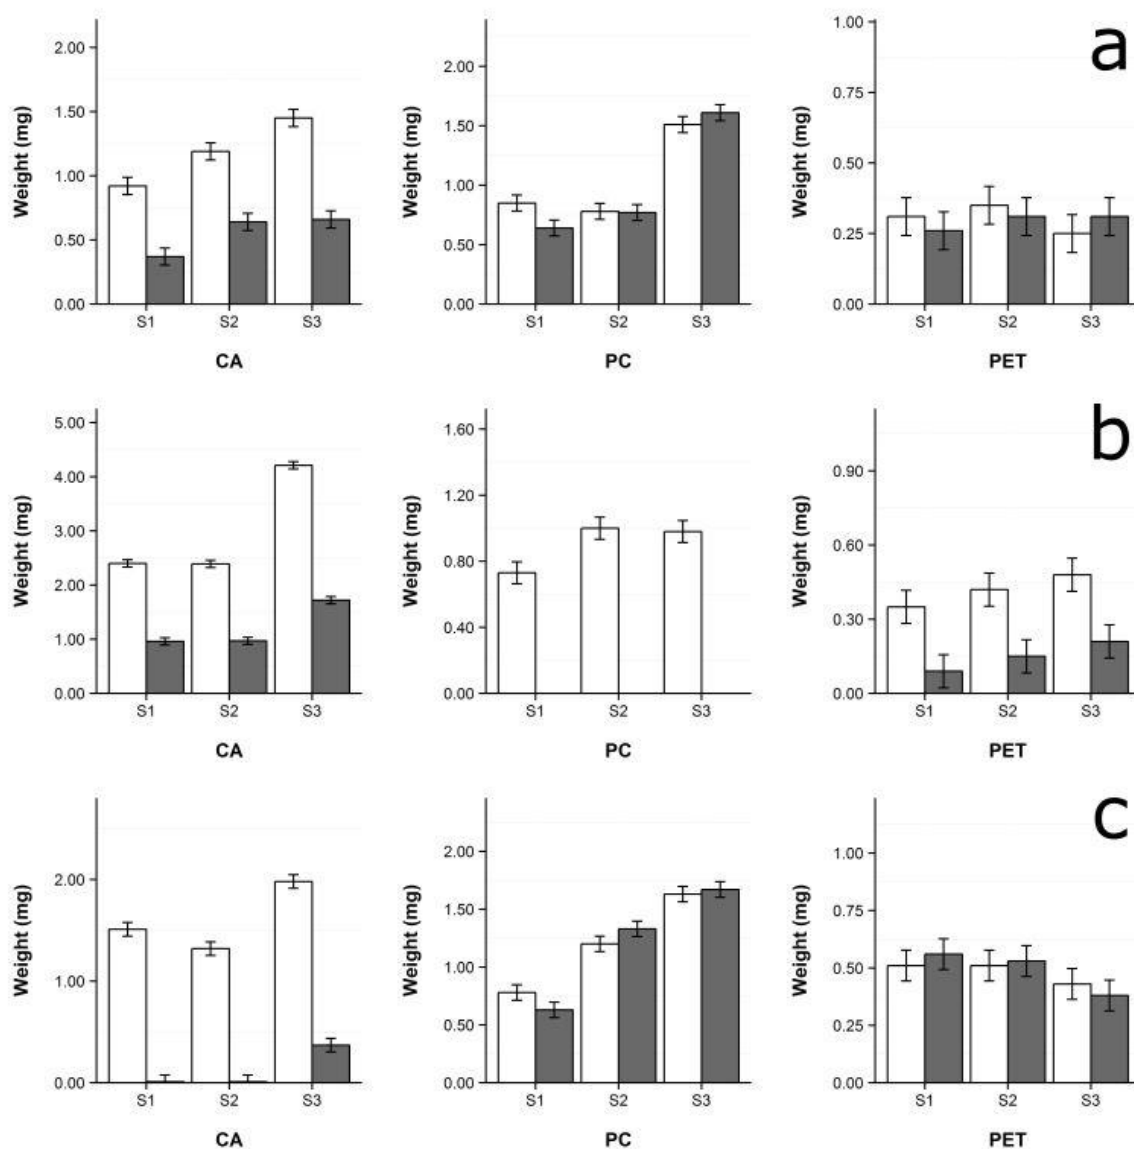 a
Weight (mg)
2.00
1.50
1.00
0.50
0.00
S1 S2 S3
CA
Weight (mg)
2.00
1.50
1.00
0.50
0.00
S1 S2 S3
PC
Weight (mg)
1.00
0.75
0.50
0.25
0.00
S1 S2 S3
PET
b
Weight (mg)
5.00
4.00
3.00
2.00
1.00
0.00
S1 S2 S3
CA
Weight (mg)
1.60
1.20
0.80
0.40
0.00
S1 S2 S3
PC
Weight (mg)
0.90
0.60
0.30
0.00
S1 S2 S3
PET
c
Weight (mg)
2.00
1.00
0.00
S1 S2 S3
CA
Weight (mg)
2.00
1.50
1.00
0.50
0.00
S1 S2 S3
PC
Weight (mg)
1.00
0.75
0.50
0.25
0.00
S1 S2 S3
PET